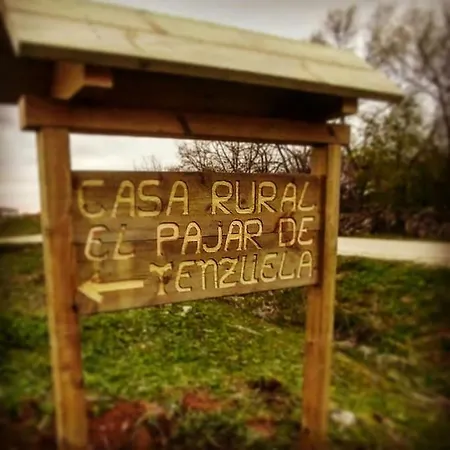 CASA RURAL
EL PAJAR DE
YENZUELA